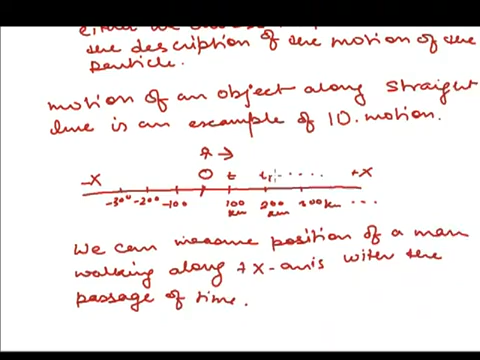 the description of the motion of the
particle.
motion of an object along straight
line is an example of 1D. motion.
-X O t t₁ .... +X
-300 -200 -100 100 km 200 km 300km ...
We can measure position of a man
walking along +X-axis with the
passage of time.